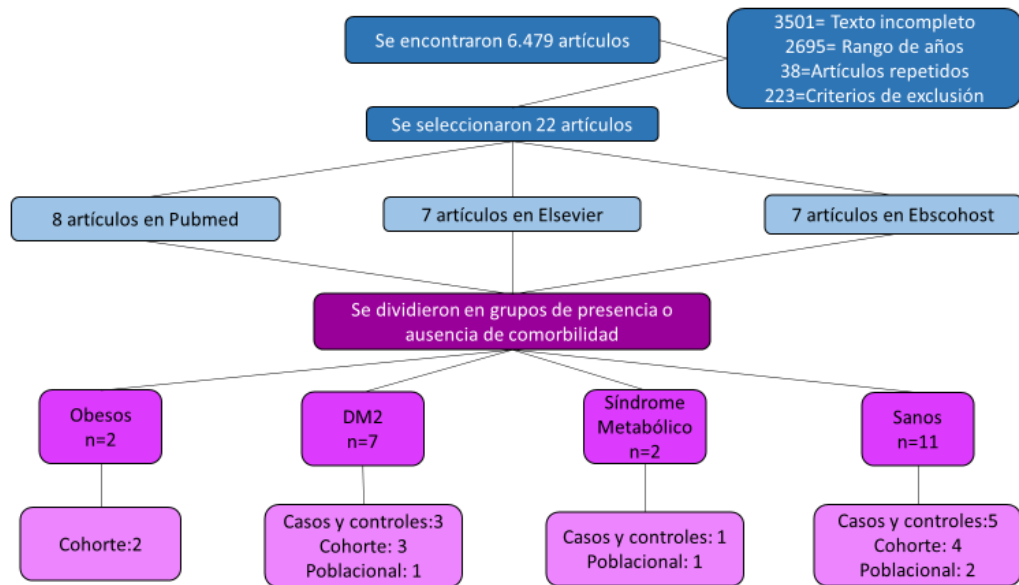 Se encontraron 6.479 artículos
3501= Texto incompleto
2695= Rango de años
38=Artículos repetidos
223=Criterios de exclusión
Se seleccionaron 22 artículos
8 artículos en Pubmed
7 artículos en Elsevier
7 artículos en Ebscohost
Se dividieron en grupos de presencia o
ausencia de comorbilidad
Obesos
n=2
DM2
n=7
Síndrome
Metabólico
n=2
Sanos
n=11
Cohorte:2
Casos y controles:3
Cohorte: 3
Poblacional: 1
Casos y controles: 1
Poblacional: 1
Casos y controles:5
Cohorte: 4
Poblacional: 2